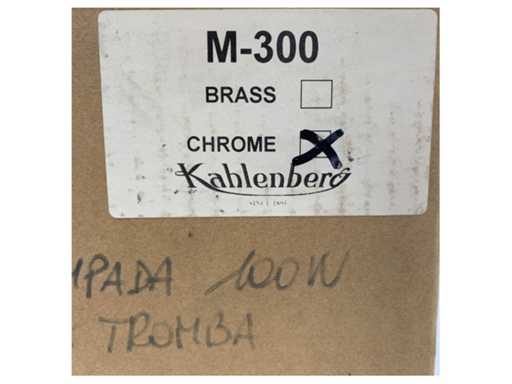 M-300
BRASS
CHROME
Kahlenberg
MPADA 100W
TROMBA